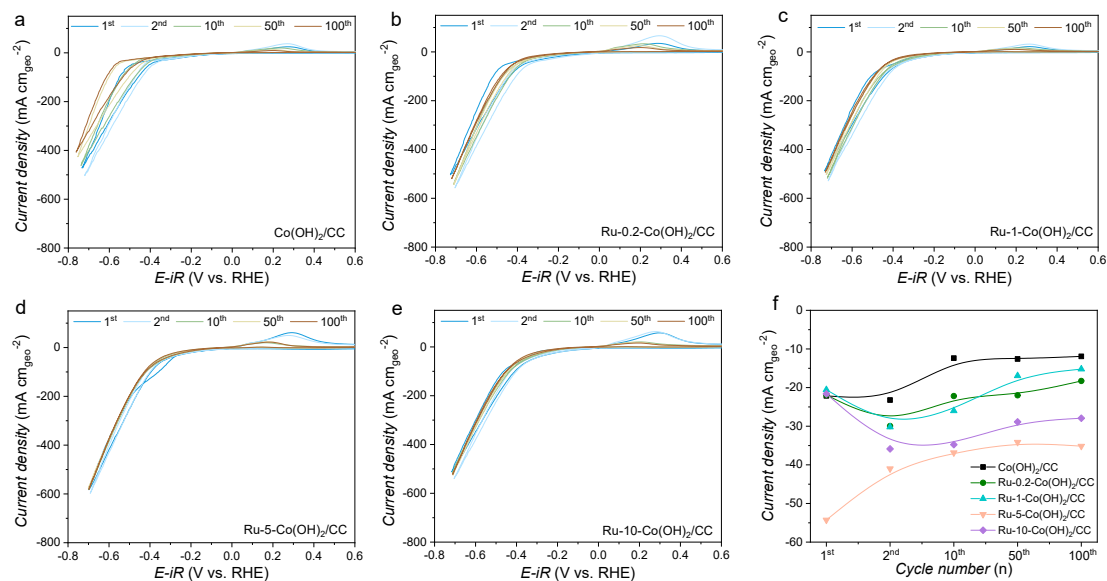 a
1st 2nd 10th 50th 100th
0
-200
-400
-600
-800
-0.8 -0.6 -0.4 -0.2 0.0 0.2 0.4 0.6
Current density (mA cm_geo^-2)
E-iR (V vs. RHE)
Co(OH)2/CC
b
1st 2nd 10th 50th 100th
0
-200
-400
-600
-800
-0.8 -0.6 -0.4 -0.2 0.0 0.2 0.4 0.6
Current density (mA cm_geo^-2)
E-iR (V vs. RHE)
Ru-0.2-Co(OH)2/CC
c
1st 2nd 10th 50th 100th
0
-200
-400
-600
-800
-0.8 -0.6 -0.4 -0.2 0.0 0.2 0.4 0.6
Current density (mA cm_geo^-2)
E-iR (V vs. RHE)
Ru-1-Co(OH)2/CC
d
1st 2nd 10th 50th 100th
0
-200
-400
-600
-800
-0.8 -0.6 -0.4 -0.2 0.0 0.2 0.4 0.6
Current density (mA cm_geo^-2)
E-iR (V vs. RHE)
Ru-5-Co(OH)2/CC
e
1st 2nd 10th 50th 100th
0
-200
-400
-600
-800
-0.8 -0.6 -0.4 -0.2 0.0 0.2 0.4 0.6
Current density (mA cm_geo^-2)
E-iR (V vs. RHE)
Ru-10-Co(OH)2/CC
f
0
-10
-20
-30
-40
-50
-60
Current density (mA cm_geo^-2)
Co(OH)2/CC
Ru-0.2-Co(OH)2/CC
Ru-1-Co(OH)2/CC
Ru-5-Co(OH)2/CC
Ru-10-Co(OH)2/CC
1st 2nd 10th 50th 100th
Cycle number (n)